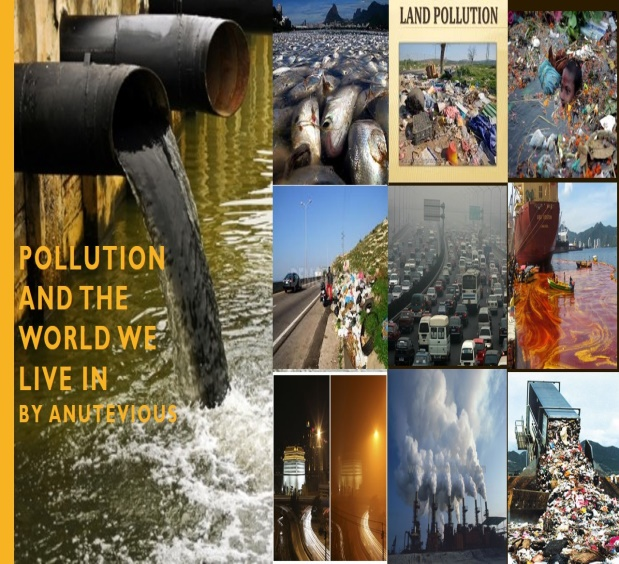 POLLUTION
AND THE
WORLD WE
LIVE IN
BY ANUTEVIOUS
LAND POLLUTION